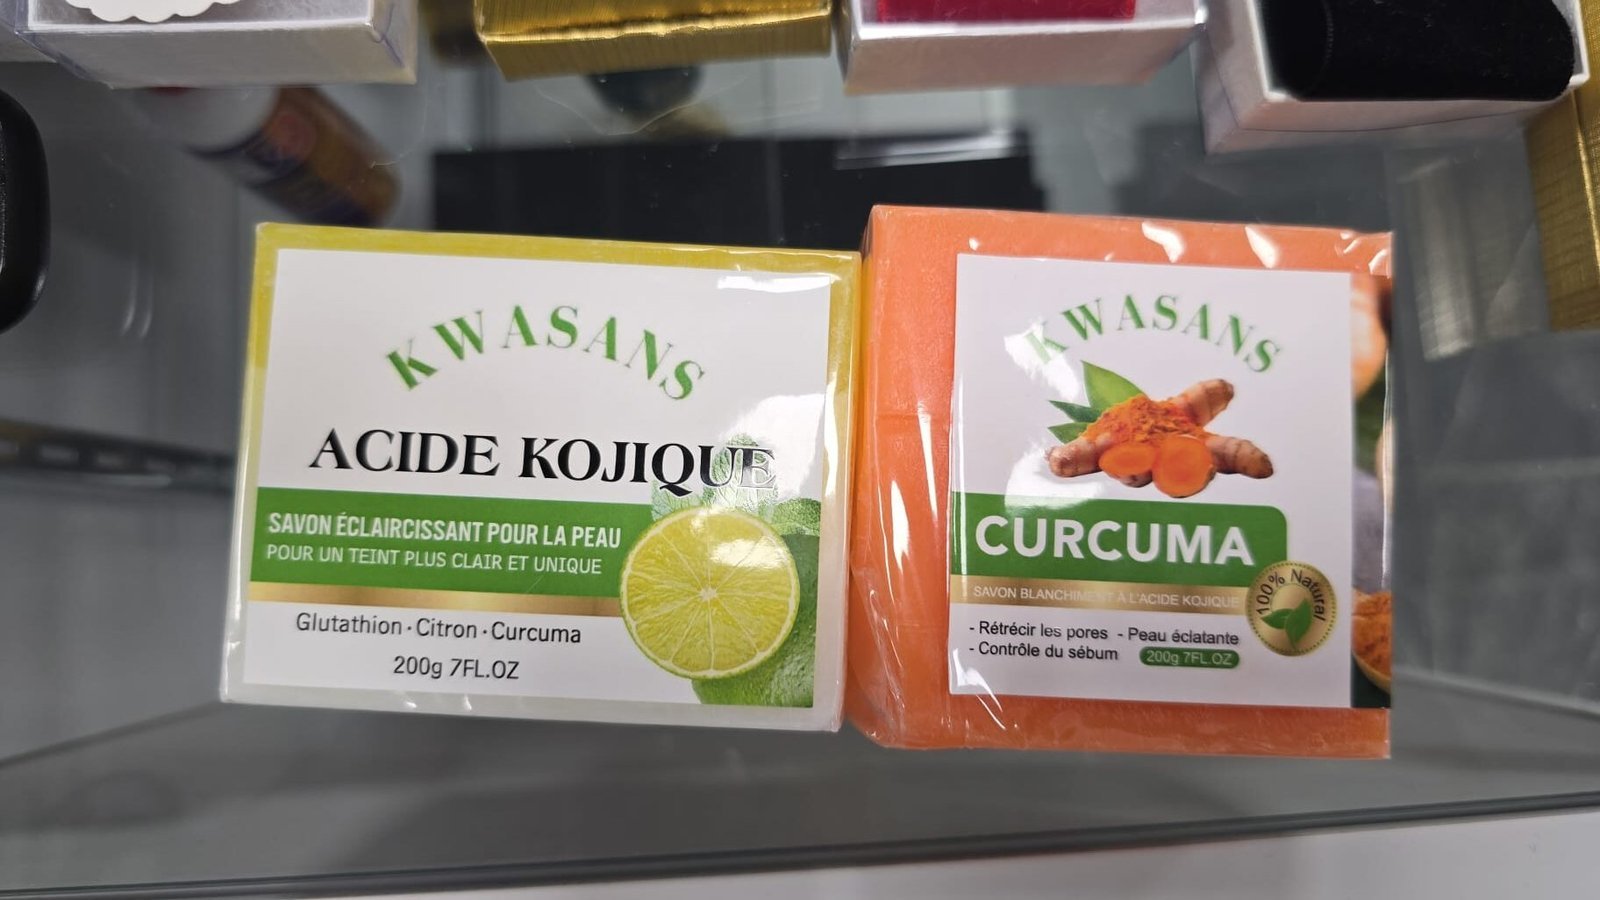 KWASANS
ACIDE KOJIQUE
SAVON ÉCLAIRCISSANT POUR LA PEAU
POUR UN TEINT PLUS CLAIR ET UNIQUE
Glutathion · Citron · Curcuma
200g 7FL.OZ
KWASANS
CURCUMA
SAVON BLANCHIMENT À L'ACIDE KOJIQUE
100% Natural
- Rétrécir les pores - Peau éclatante
- Contrôle du sébum 200g 7FL.OZ